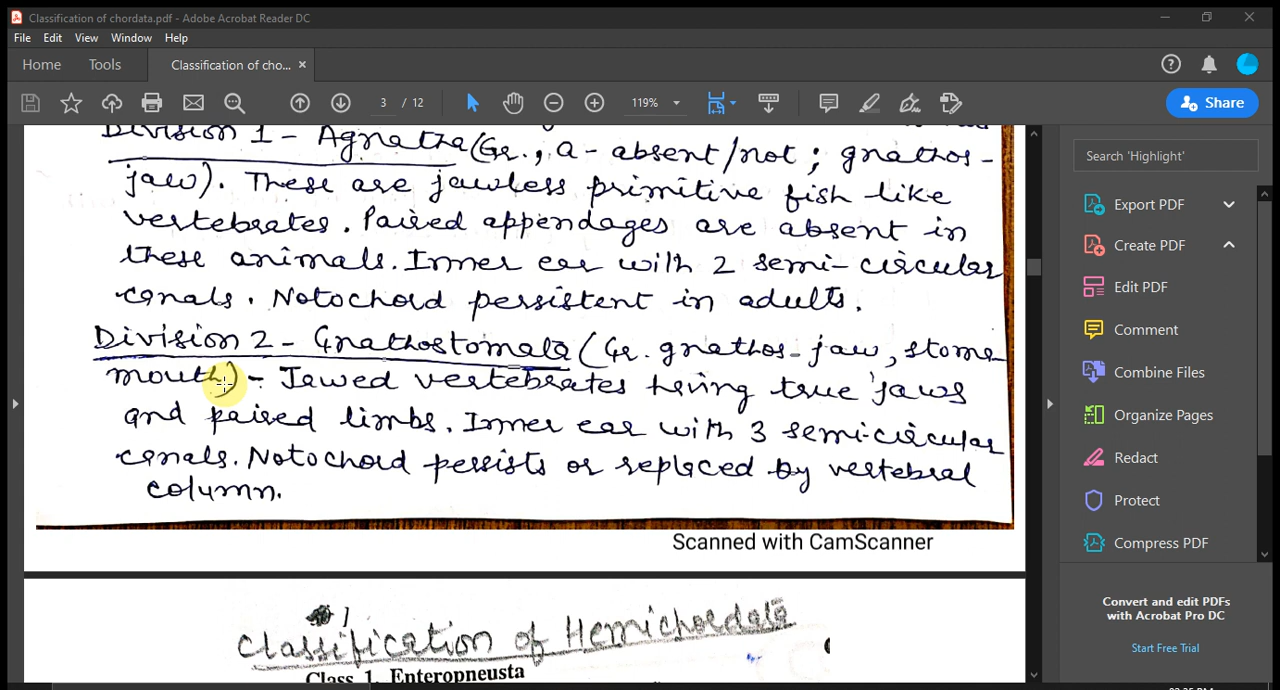 Classification of chordata.pdf - Adobe Acrobat Reader DC
File Edit View Window Help
Home Tools Classification of cho... ×
3 / 12 119% Share
Division 1 - Agnatha (Gr., a - absent/not ; gnathos -
jaw). These are jawless primitive fish like
vertebrates. Paired appendages are absent in
these animals. Inner ear with 2 semi-circular
canals. Notochord persistent in adults.
Division 2 - Gnathostomata (Gr. gnathos - jaw, stome
mouth) - Jawed vertebrates having true jaws
and paired limbs. Inner ear with 3 semi-circular
canals. Notochord persists or replaced by vertebral
column.
Scanned with CamScanner
1
Classification of Hemichordata
Class 1. Enteropneusta
Search 'Highlight'
Export PDF
Create PDF
Edit PDF
Comment
Combine Files
Organize Pages
Redact
Protect
Compress PDF
Convert and edit PDFs
with Acrobat Pro DC
Start Free Trial